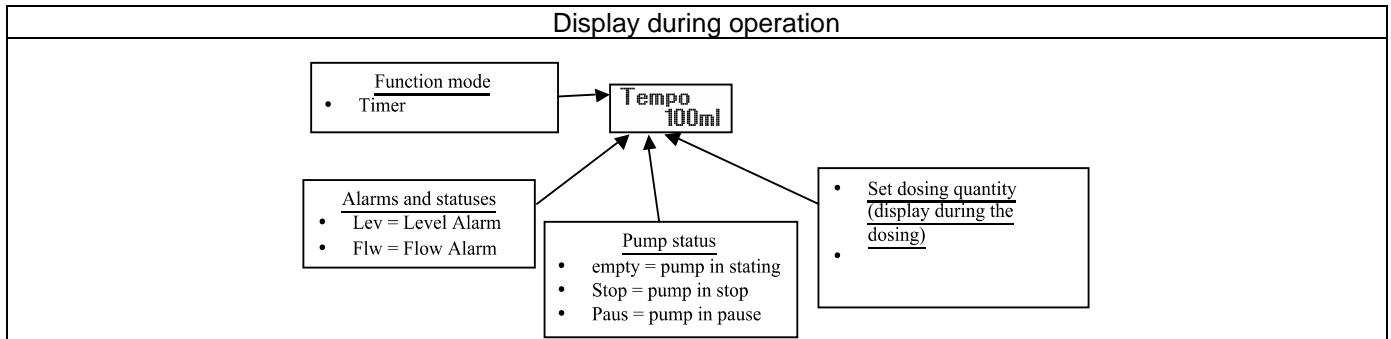 Display during operation
Function mode
• Timer
Tempo
100ml
Alarms and statuses
• Lev = Level Alarm
• Flw = Flow Alarm
Pump status
• empty = pump in stating
• Stop = pump in stop
• Paus = pump in pause
• Set dosing quantity
(display during the
dosing)
•